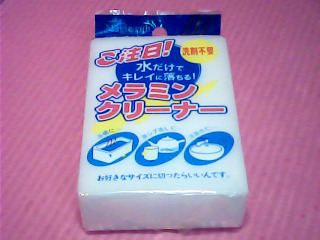 ご注目!
洗剤不要
水だけで
キレイに落ちる!
メラミン
クリーナー
お好きなサイズに切ったらいいんです。